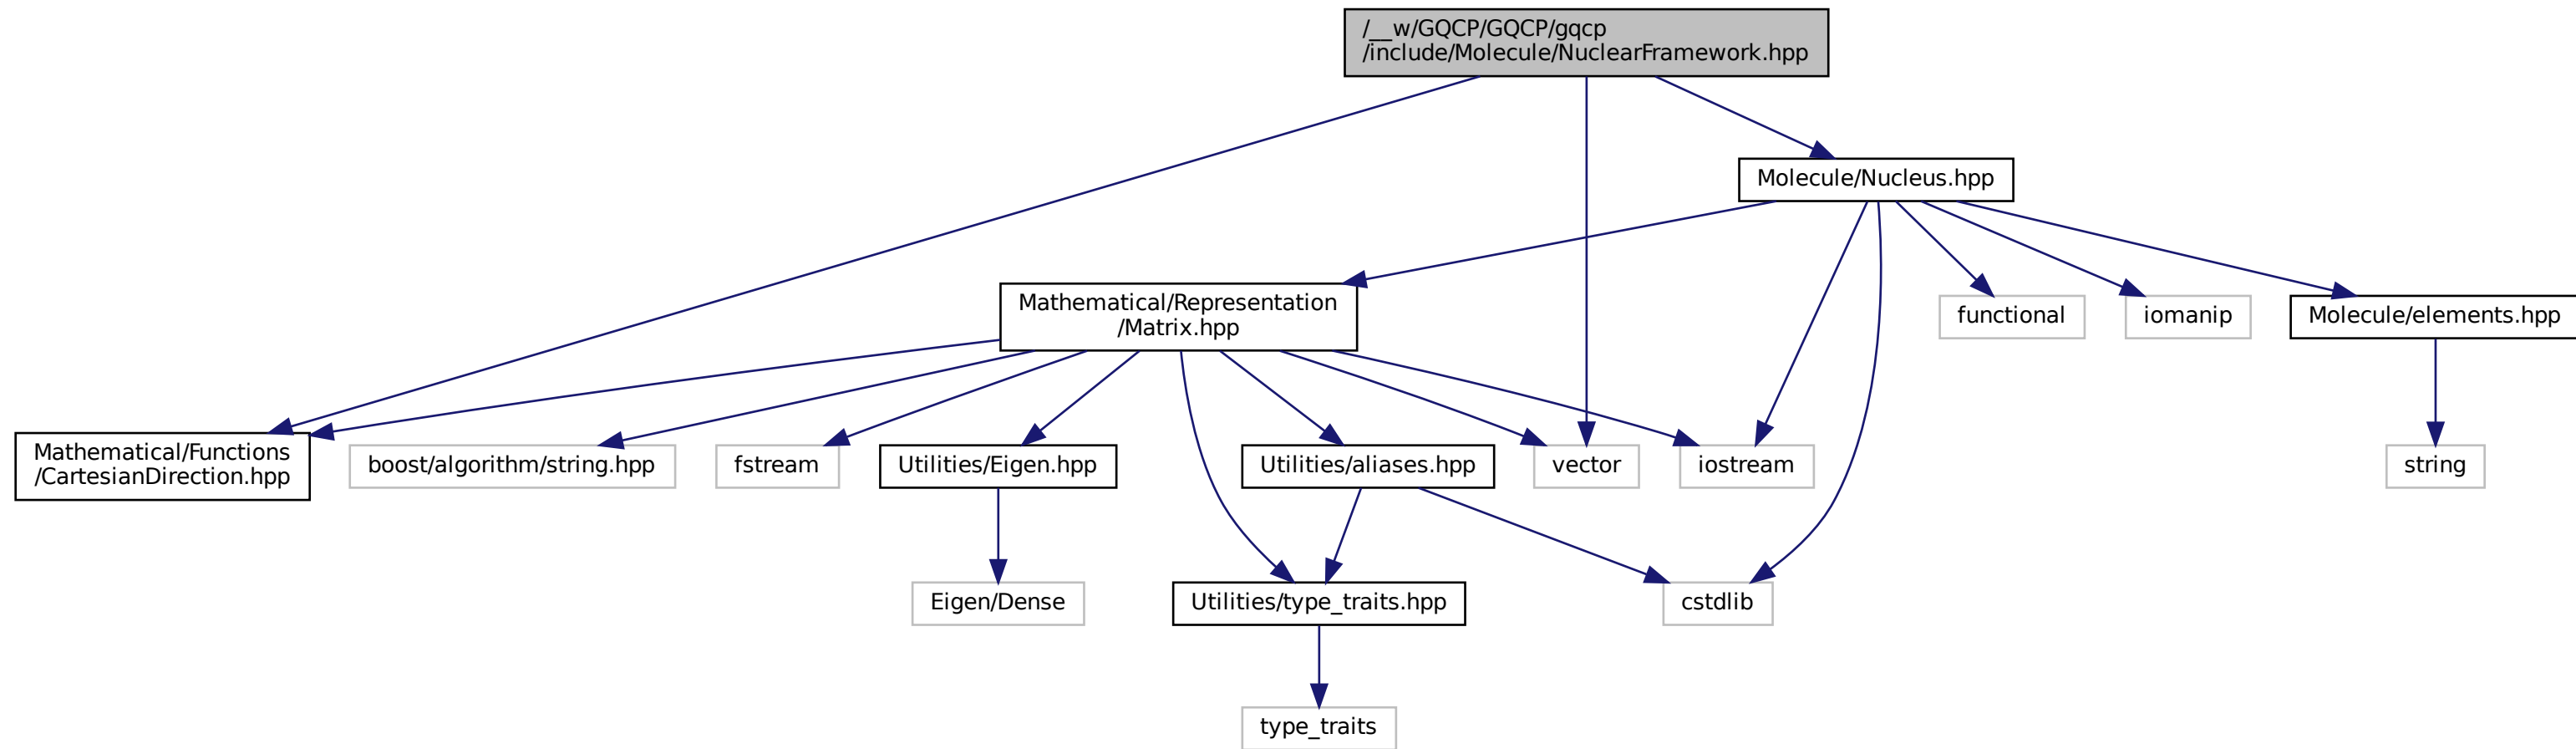 /__w/GQCP/GQCP/gqcp
/include/Molecule/NuclearFramework.hpp
Molecule/Nucleus.hpp
Mathematical/Representation
/Matrix.hpp
functional
iomanip
Molecule/elements.hpp
Mathematical/Functions
/CartesianDirection.hpp
boost/algorithm/string.hpp
fstream
Utilities/Eigen.hpp
Utilities/aliases.hpp
vector
iostream
string
Eigen/Dense
Utilities/type_traits.hpp
cstdlib
type_traits